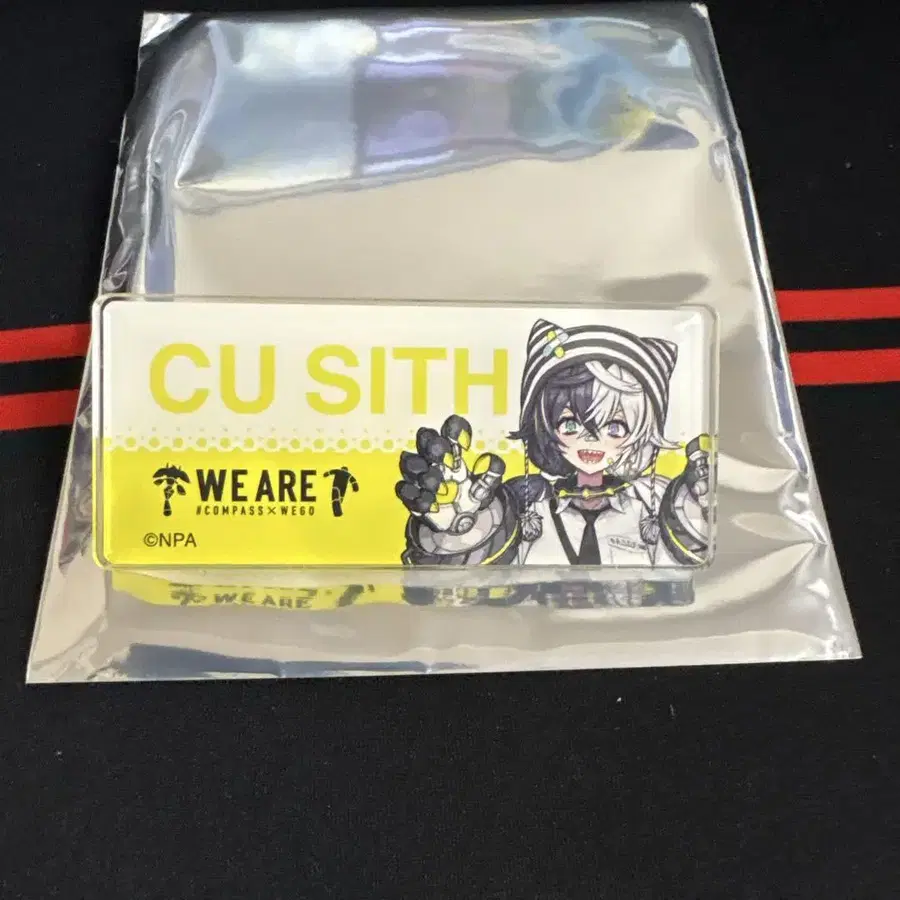 CU SITH
WE ARE
#COMPASS×WEGO
©NPA
WE ARE